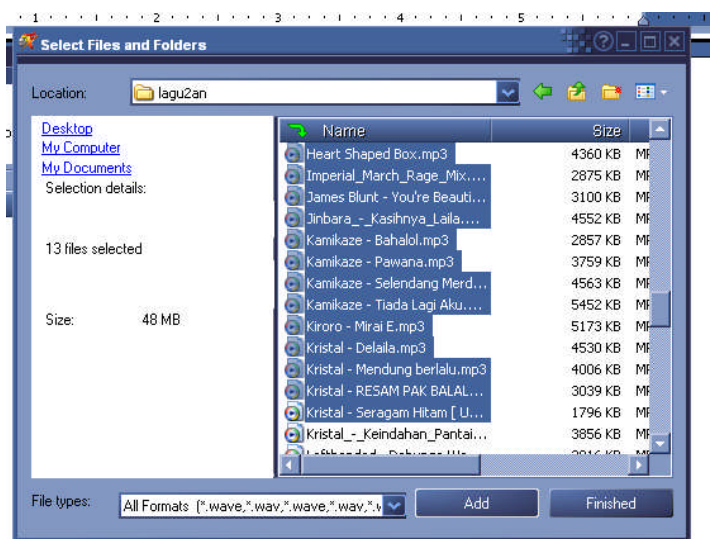 1 2 3 4 5
Select Files and Folders
Location: lagu2an
Desktop
My Computer
My Documents
Selection details:
13 files selected
Size: 48 MB
Name Size
Heart Shaped Box.mp3 4360 KB
Imperial_March_Rage_Mix.... 2875 KB
James Blunt - You're Beauti... 3100 KB
Jinbara_-_Kasihnya_Laila.... 4552 KB
Kamikaze - Bahalol.mp3 2857 KB
Kamikaze - Pawana.mp3 3759 KB
Kamikaze - Selendang Merd... 4563 KB
Kamikaze - Tiada Lagi Aku.... 5452 KB
Kiroro - Mirai E.mp3 5173 KB
Kristal - Delaila.mp3 4530 KB
Kristal - Mendung berlalu.mp3 4006 KB
Kristal - RESAM PAK BALAL... 3039 KB
Kristal - Seragam Hitam [ U... 1796 KB
Kristal_-_Keindahan_Pantai... 3856 KB
File types: All Formats (*.wave,*.wav,*.wave,*.wav,*.
Add Finished